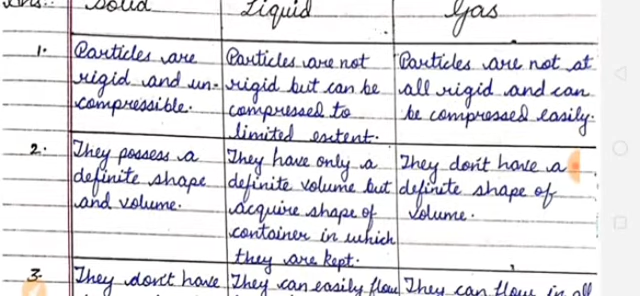 Ans:. Solid Liquid Gas
1. Particles are
rigid and un-
compressible.
Particles are not
rigid but can be
compressed to
limited extent.
Particles are not at
all rigid and can
be compressed easily.
2. They possess a
definite shape
and volume.
They have only a
definite volume but
acquire shape of
container in which
they are kept.
They don't have a
definite shape of
volume.
3. They don't have
They can easily flow
They can flow in all